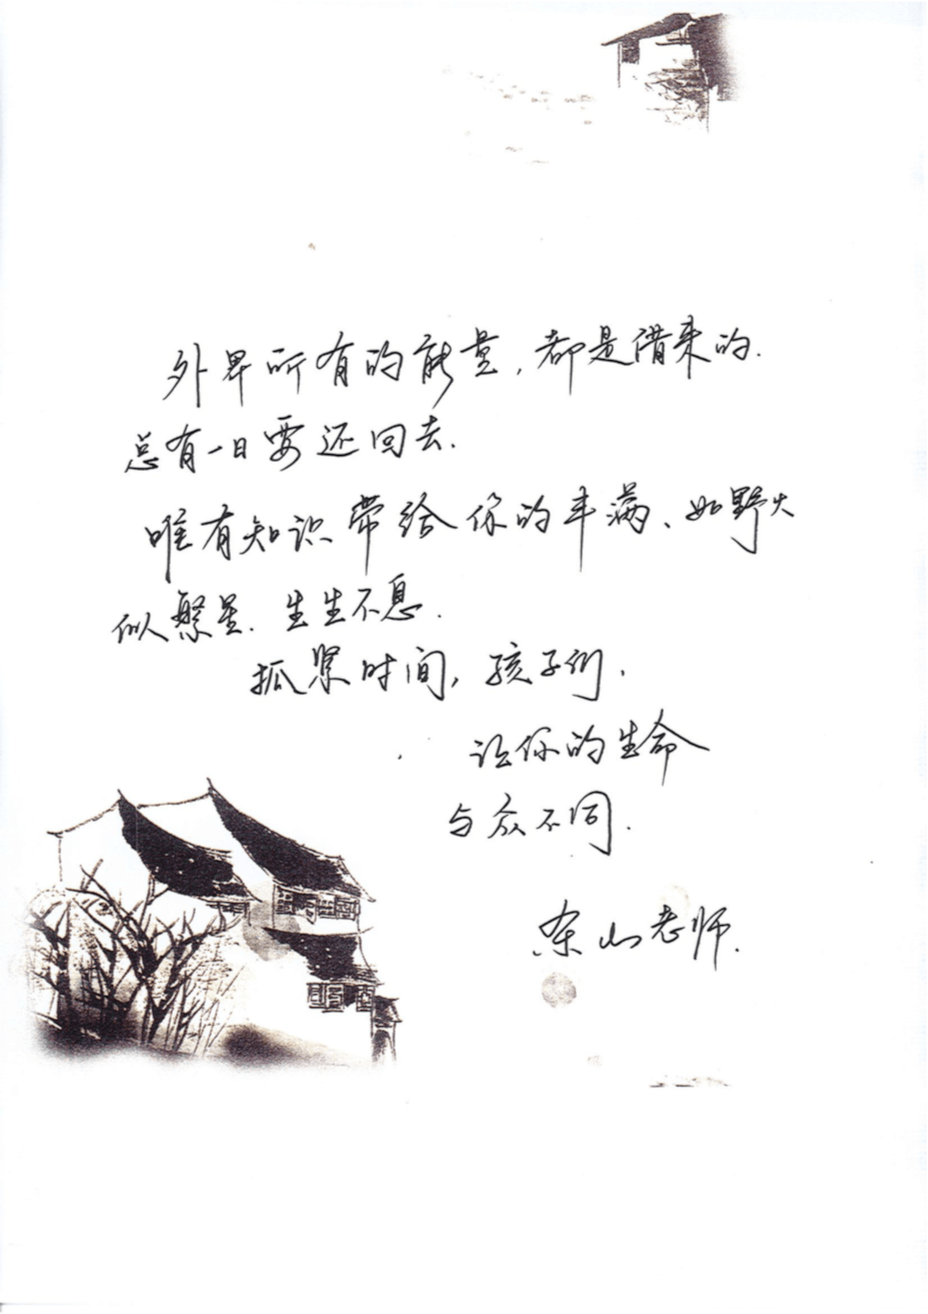 外界所有的能量,都是借来的.
总有一日要还回去.
唯有知识带给你的丰满、如野火
似繁星.生生不息.
抓紧时间,孩子们.
让你的生命
与众不同.
山老师.